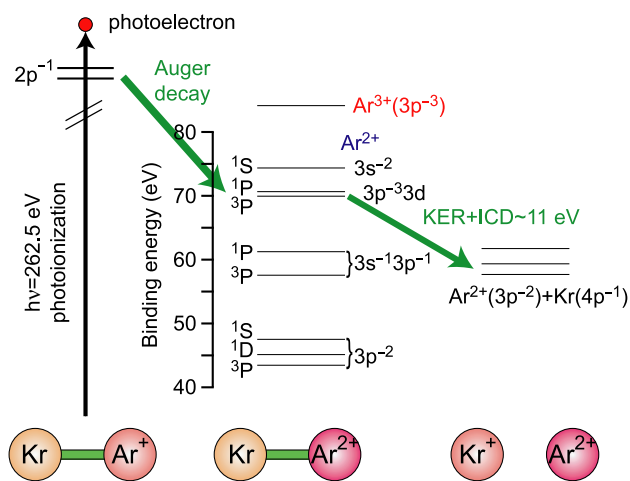 photoelectron
2p⁻¹
Auger
decay
hν=262.5 eV
photoionization
Binding energy (eV)
80
70
60
50
40
Ar³⁺(3p⁻³)
Ar²⁺
¹S
3s⁻²
¹P
³P
3p⁻³3d
¹P
³P
}3s⁻¹3p⁻¹
¹S
¹D
³P
}3p⁻²
KER+ICD~11 eV
Ar²⁺(3p⁻²)+Kr(4p⁻¹)
Kr
Ar⁺
Kr
Ar²⁺
Kr⁺
Ar²⁺